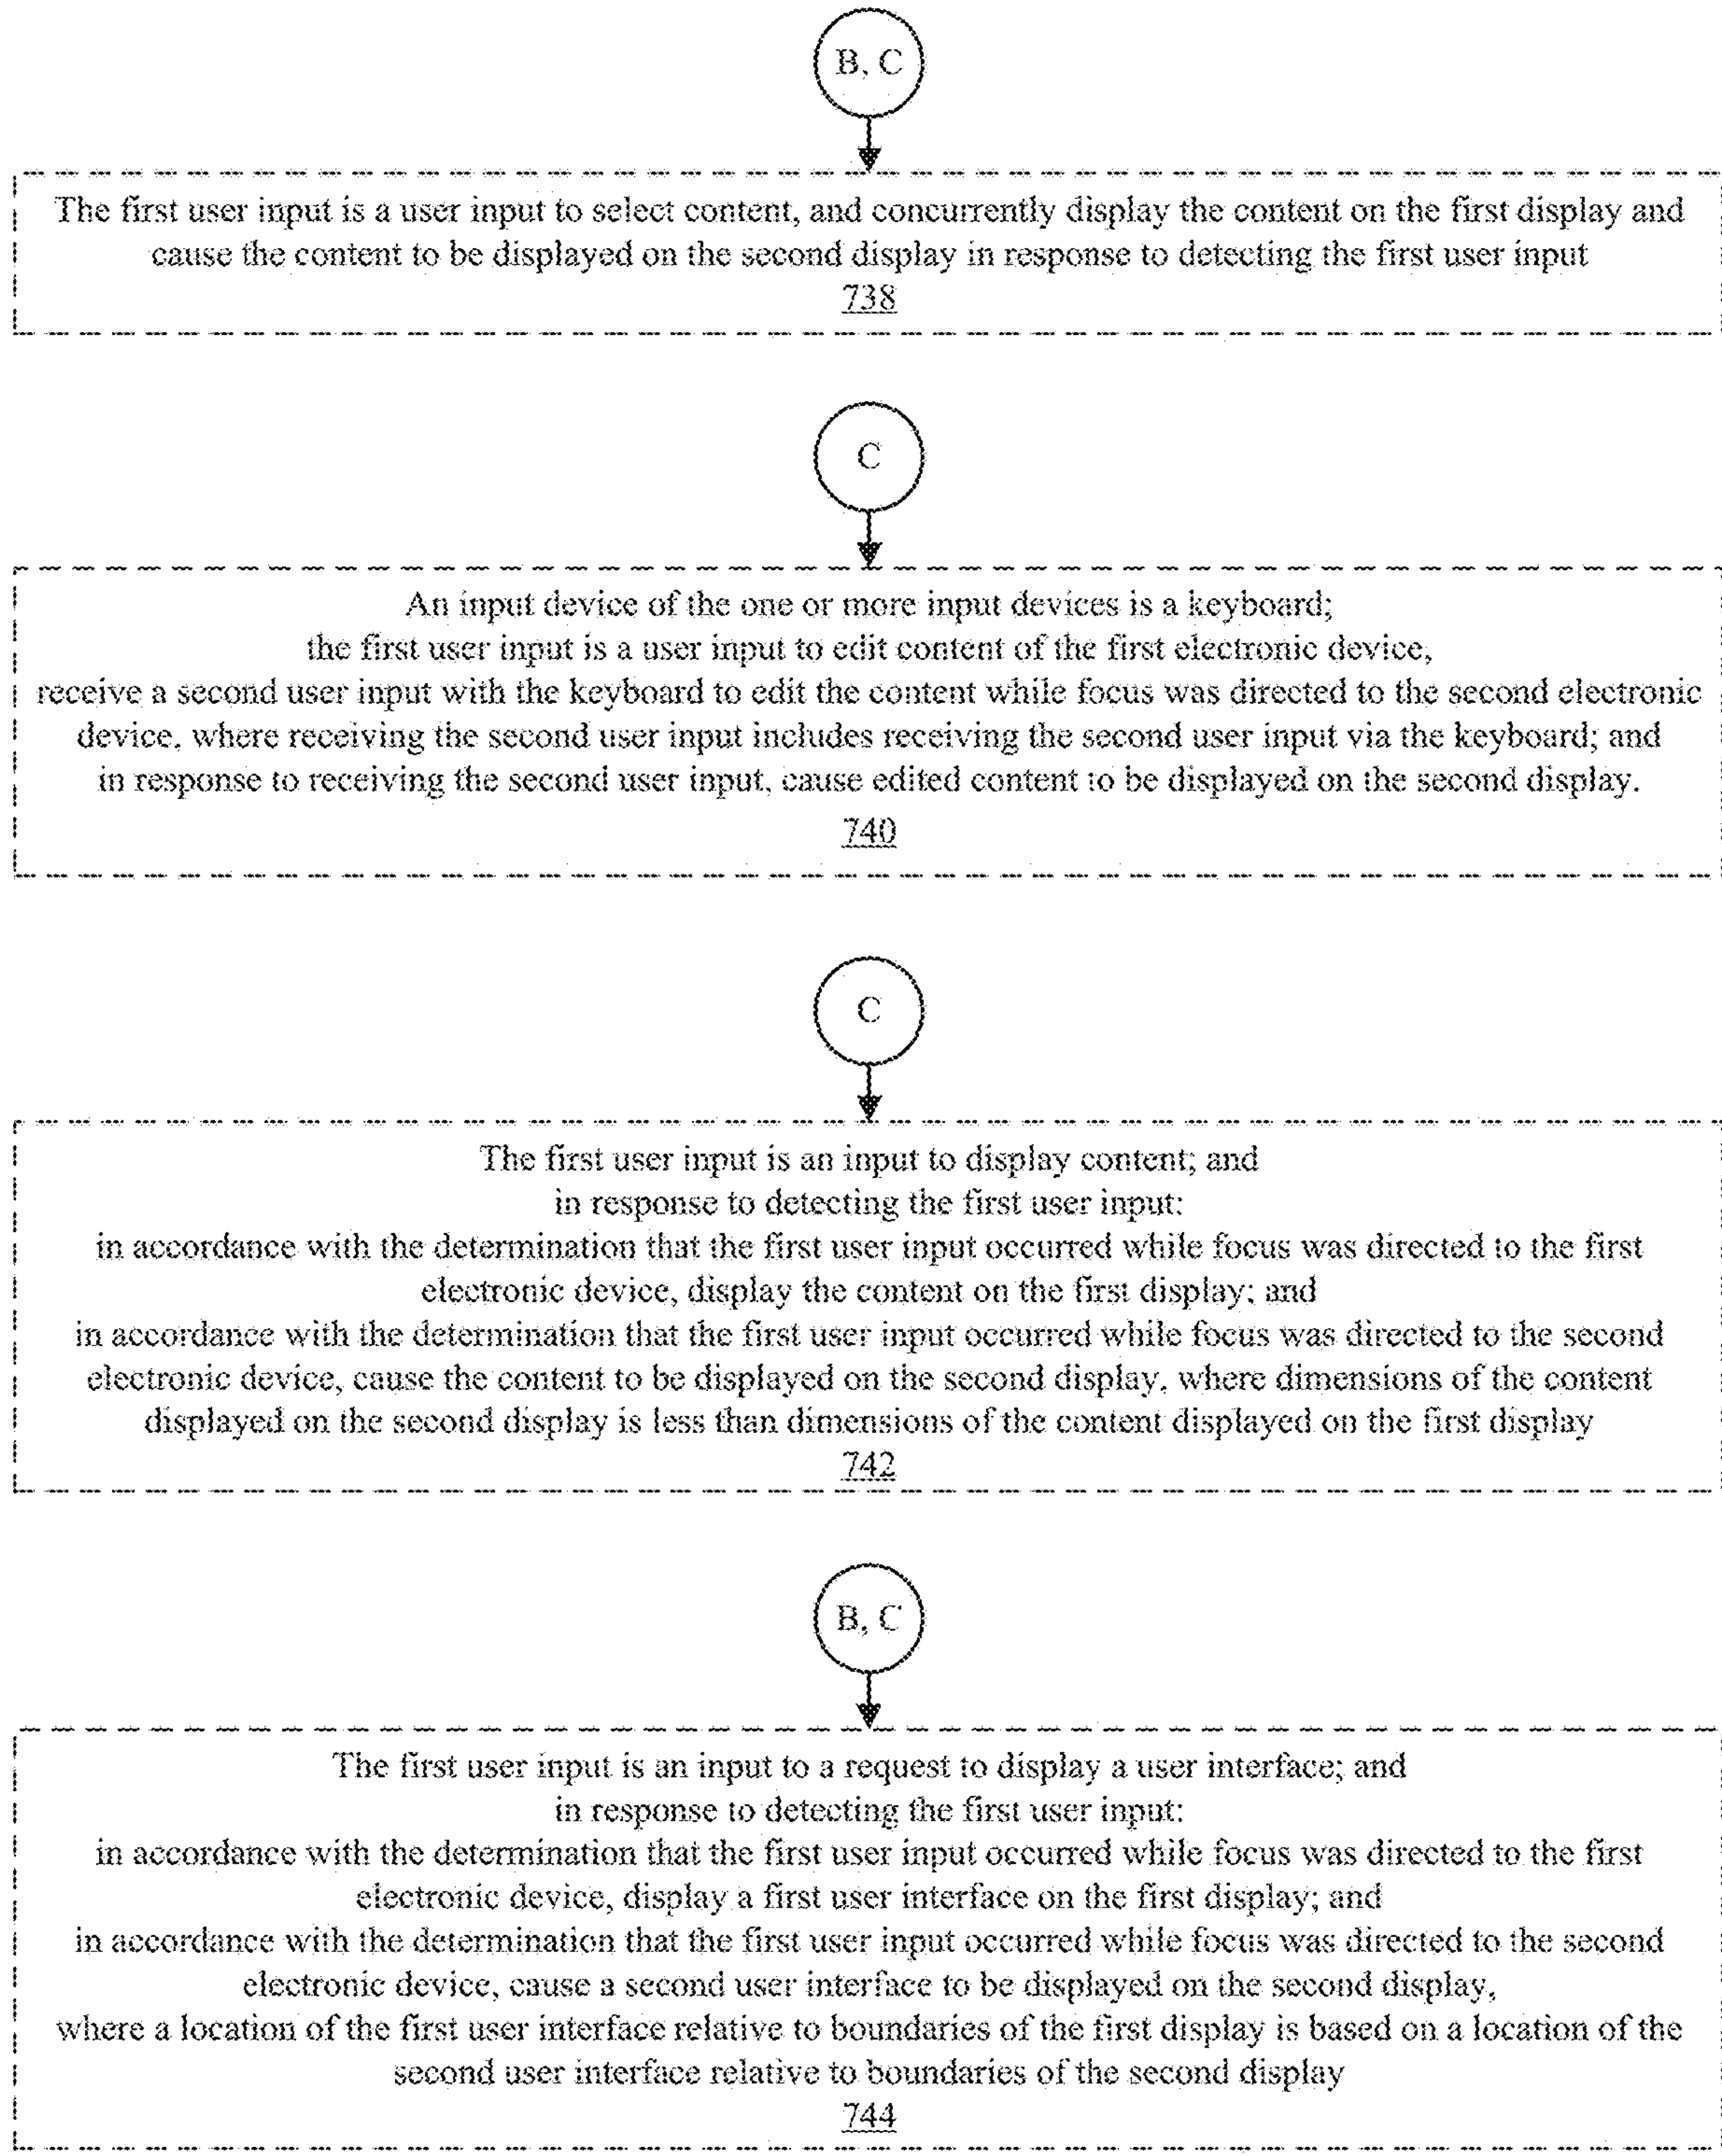 B, C
The first user input is a user input to select content, and concurrently display the content on the first display and
cause the content to be displayed on the second display in response to detecting the first user input
738
C
An input device of the one or more input devices is a keyboard;
the first user input is a user input to edit content of the first electronic device,
receive a second user input with the keyboard to edit the content while focus was directed to the second electronic
device, where receiving the second user input includes receiving the second user input via the keyboard; and
in response to receiving the second user input, cause edited content to be displayed on the second display.
740
C
The first user input is an input to display content; and
in response to detecting the first user input:
in accordance with the determination that the first user input occurred while focus was directed to the first
electronic device, display the content on the first display; and
in accordance with the determination that the first user input occurred while focus was directed to the second
electronic device, cause the content to be displayed on the second display, where dimensions of the content
displayed on the second display is less than dimensions of the content displayed on the first display
742
B, C
The first user input is an input to a request to display a user interface; and
in response to detecting the first user input:
in accordance with the determination that the first user input occurred while focus was directed to the first
electronic device, display a first user interface on the first display; and
in accordance with the determination that the first user input occurred while focus was directed to the second
electronic device, cause a second user interface to be displayed on the second display,
where a location of the first user interface relative to boundaries of the first display is based on a location of the
second user interface relative to boundaries of the second display
744